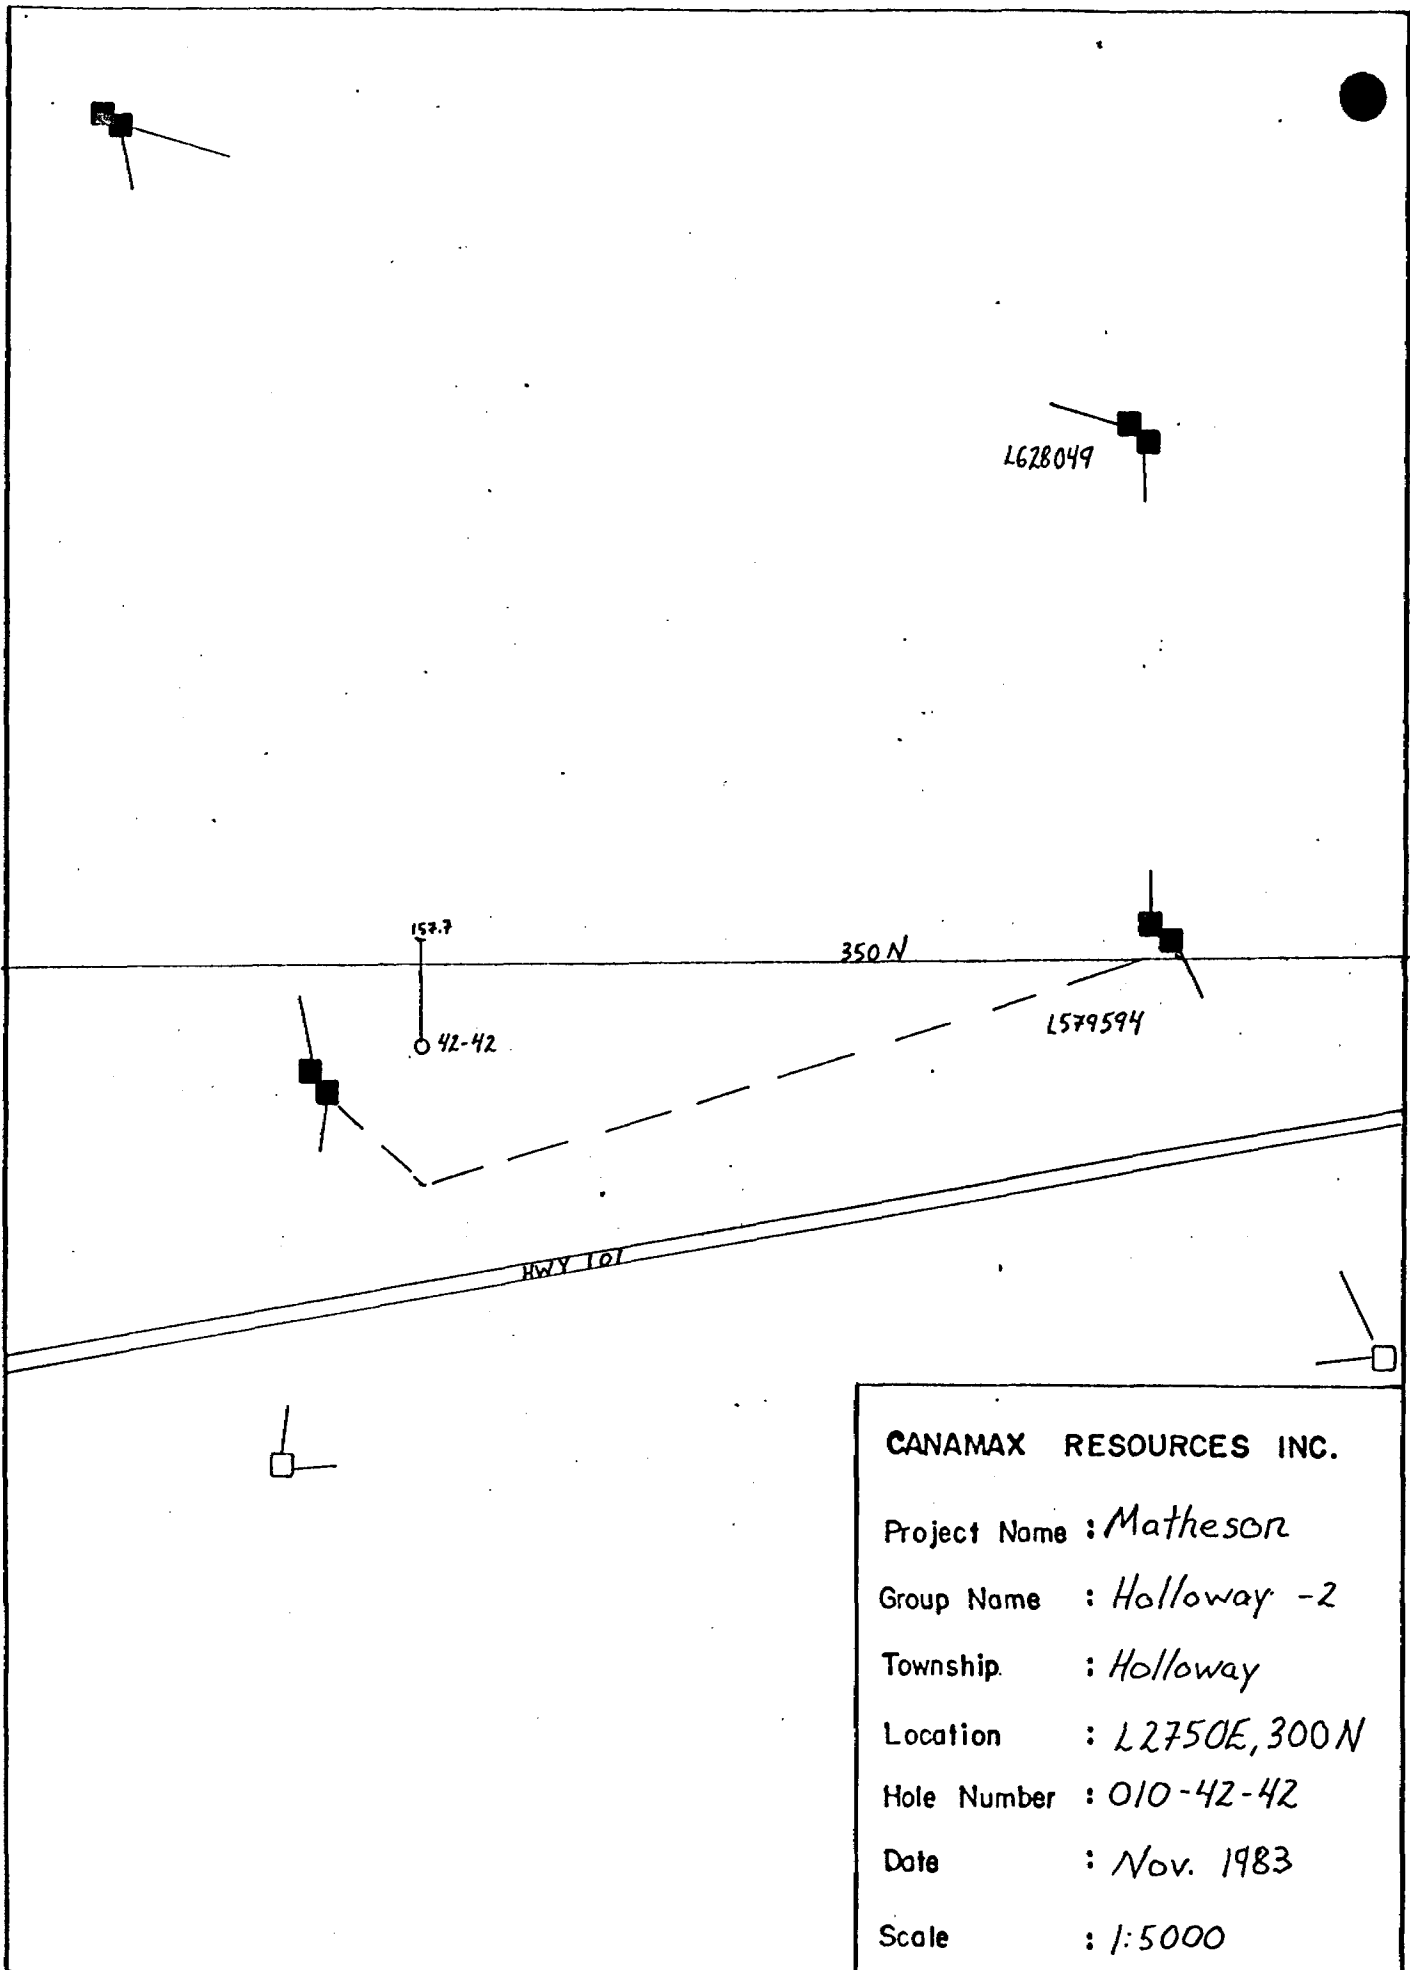 L628049
157.7
350 N
42-42
L579594
HWY 101
CANAMAX RESOURCES INC.
Project Name : Matheson
Group Name : Holloway -2
Township : Holloway
Location : L2750E, 300N
Hole Number : 010-42-42
Date : Nov. 1983
Scale : 1:5000